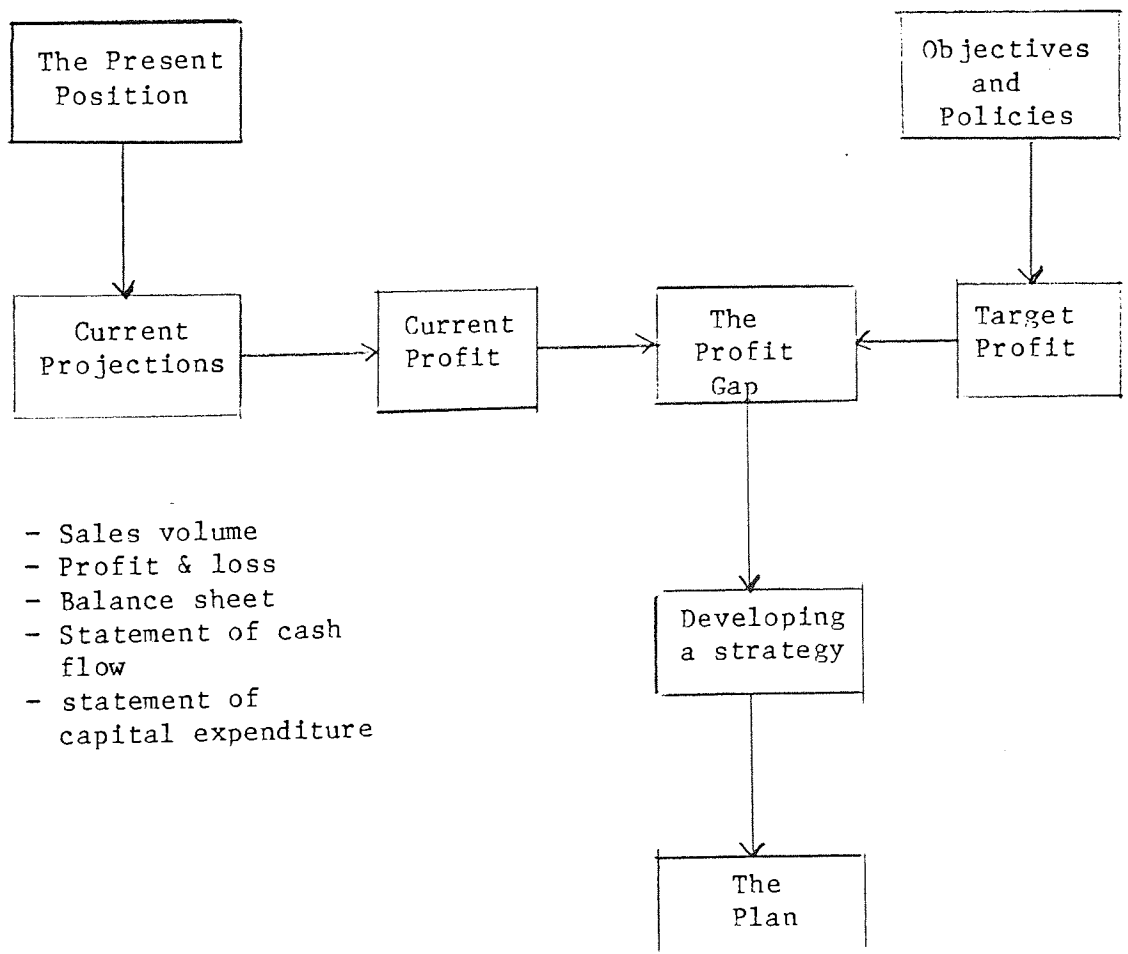 The Present
Position
Objectives
and
Policies
Current
Projections
Current
Profit
The
Profit
Gap
Target
Profit
- Sales volume
- Profit & loss
- Balance sheet
- Statement of cash
flow
- statement of
capital expenditure
Developing
a strategy
The
Plan